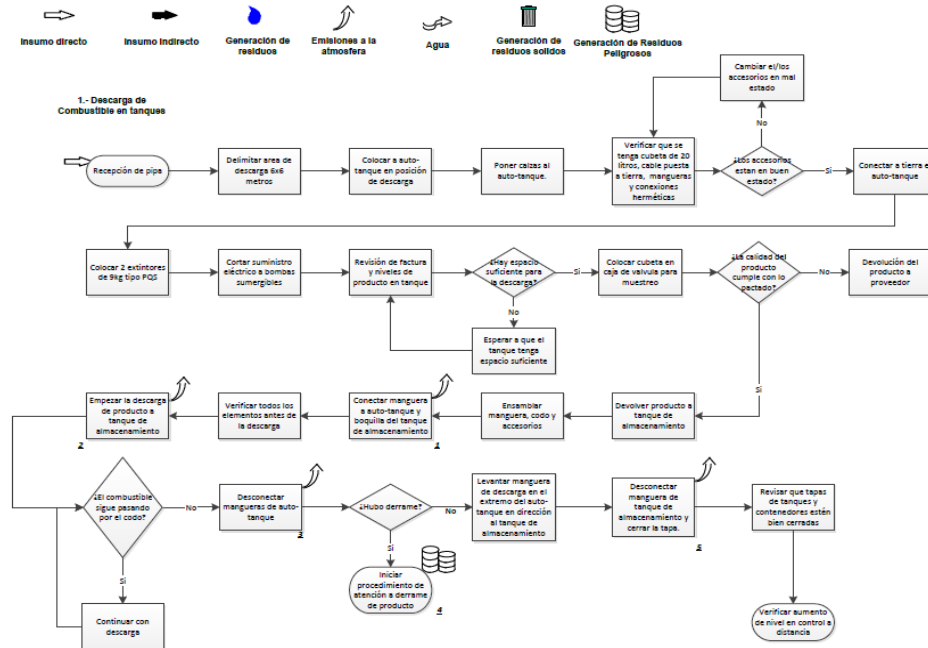 Insumo directo
Insumo Indirecto
Generación de
residuos
Emisiones a la
atmosfera
Agua
Generación de
residuos solidos
Generación de Residuos
Peligrosos
1.- Descarga de
Combustible en tanques
Recepción de pipa
Delimitar area de
descarga 6x6
metros
Colocar a auto-
tanque en posición
de descarga
Poner calzas al
auto-tanque.
Verificar que se
tenga cubeta de 20
litros, cable puesta
a tierra, mangueras
y conexiones
herméticas
Cambiar el/los
accesorios en mal
estado
No
¿Los accesorios
estan en buen
estado?
Si
Conectar a tierra el
auto-tanque
Colocar 2 extintores
de 9kg tipo PQS
Cortar suministro
eléctrico a bombas
sumergibles
Revisión de factura
y niveles de
producto en tanque
¿Hay espacio
suficiente para
la descarga?
Si
No
Esperar a que el
tanque tenga
espacio suficiente
Colocar cubeta en
caja de valvula para
muestreo
¿La calidad del
producto
cumple con lo
pactado?
No
Devolución del
producto a
proveedor
Si
Empezar la descarga
de producto a
tanque de
almacenamiento
2
Verificar todos los
elementos antes de
la descarga
Conectar manguera
a auto-tanque y
boquilla del tanque
de almacenamiento
1
Ensamblar
manguera, codo y
accesorios
Devolver producto a
tanque de
almacenamiento
¿El combustible
sigue pasando
por el codo?
No
Si
Continuar con
descarga
Desconectar
mangueras de auto-
tanque
3
¿Hubo derrame?
No
Si
Iniciar
procedimiento de
atención a derrame
de producto
4
Levantar manguera
de descarga en el
extremo del auto-
tanque en dirección
al tanque de
almacenamiento
Desconectar
manguera de
tanque de
almacenamiento y
cerrar la tapa.
5
Revisar que tapas
de tanques y
contenedores estén
bien cerradas
Verificar aumento
de nivel en control a
distancia